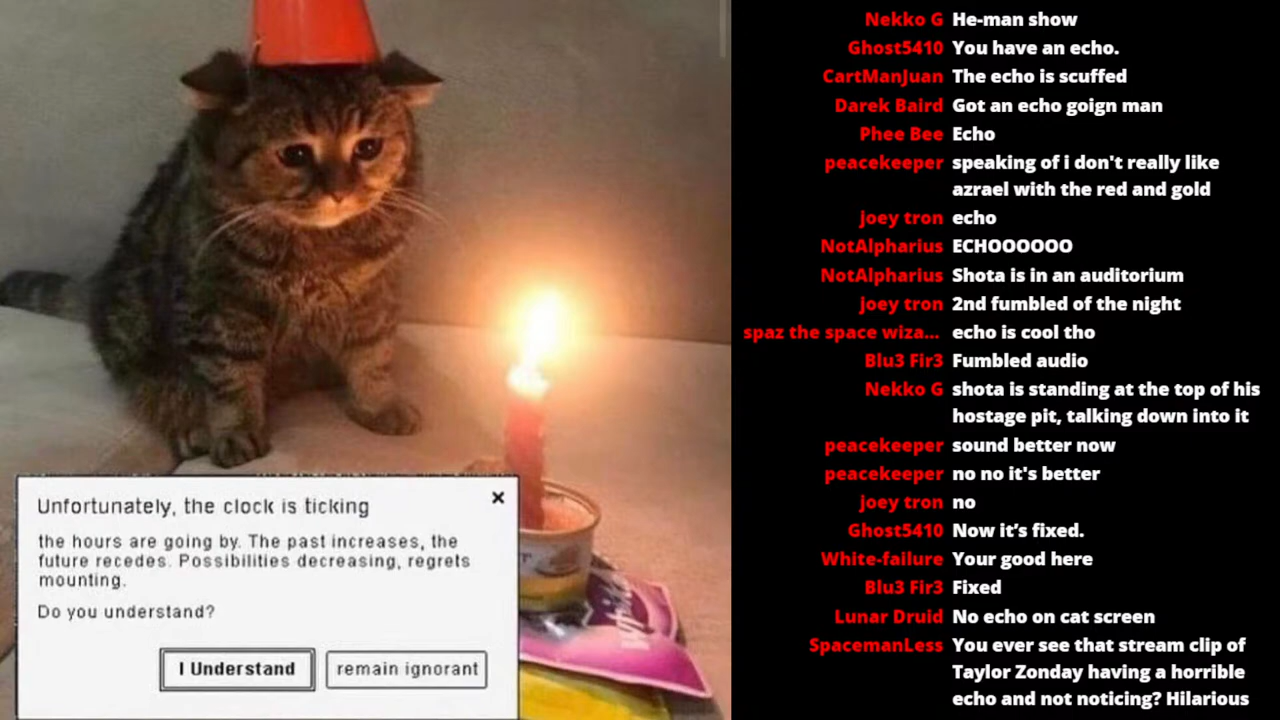 Unfortunately, the clock is ticking
the hours are going by. The past increases, the
future recedes. Possibilities decreasing, regrets
mounting.
Do you understand?
I Understand
remain ignorant
Nekko G He-man show
Ghost5410 You have an echo.
CartManJuan The echo is scuffed
Darek Baird Got an echo goign man
Phee Bee Echo
peacekeeper speaking of i don't really like
azrael with the red and gold
joey tron echo
NotAlpharius ECHOOOOOO
NotAlpharius Shota is in an auditorium
joey tron 2nd fumbled of the night
spaz the space wiza... echo is cool tho
Blu3 Fir3 Fumbled audio
Nekko G shota is standing at the top of his
hostage pit, talking down into it
peacekeeper sound better now
peacekeeper no no it's better
joey tron no
Ghost5410 Now it's fixed.
White-failure Your good here
Blu3 Fir3 Fixed
Lunar Druid No echo on cat screen
SpacemanLess You ever see that stream clip of
Taylor Zonday having a horrible
echo and not noticing? Hilarious